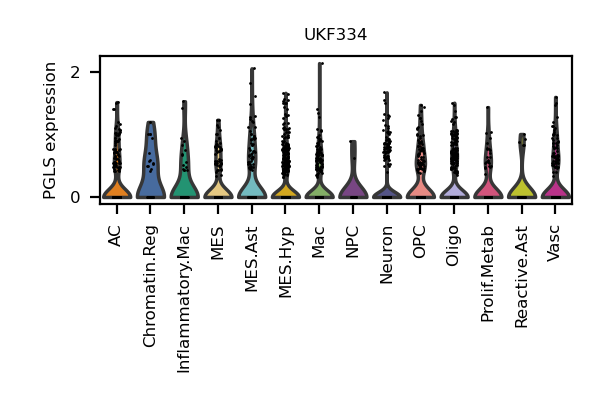 UKF334
PGLS expression
2
0
AC
Chromatin.Reg
Inflammatory.Mac
MES
MES.Ast
MES.Hyp
Mac
NPC
Neuron
OPC
Oligo
Prolif.Metab
Reactive.Ast
Vasc